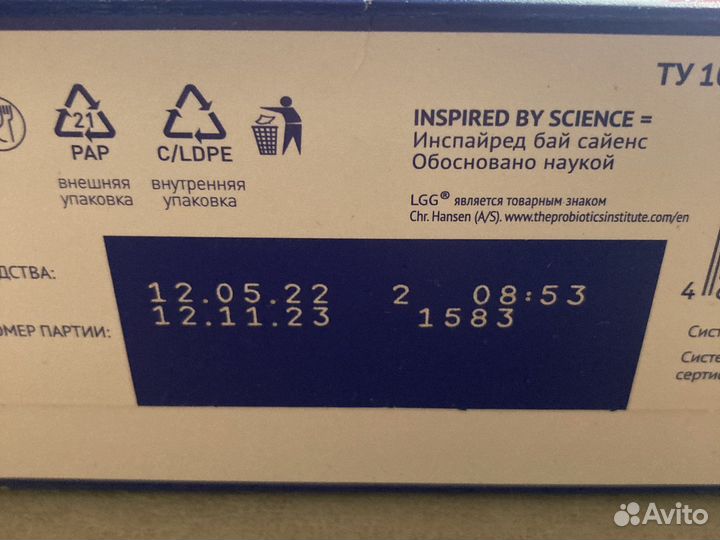 ТУ 1
INSPIRED BY SCIENCE =
Инспайред бай сайенс
Обосновано наукой
21
PAP
C/LDPE
внешняя
упаковка
внутренняя
упаковка
LGG® является товарным знаком
Chr. Hansen (A/S). www.theprobioticsinstitute.com/en
ДСТВА:
12.05.22 2 08:53
ОМЕР ПАРТИИ:
12.11.23 1583
4
Сист
Систе
серти
Avito